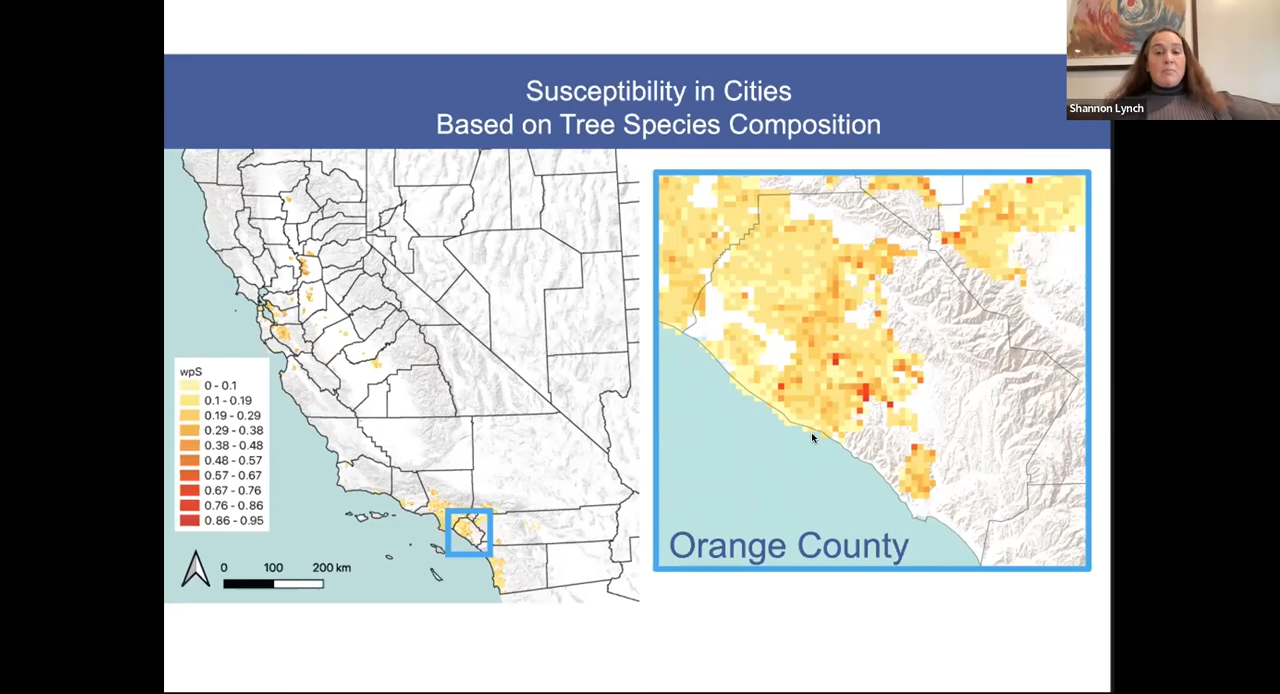 Susceptibility in Cities
Based on Tree Species Composition
Shannon Lynch
wpS
0 - 0.1
0.1 - 0.19
0.19 - 0.29
0.29 - 0.38
0.38 - 0.48
0.48 - 0.57
0.57 - 0.67
0.67 - 0.76
0.76 - 0.86
0.86 - 0.95
0 100 200 km
Orange County